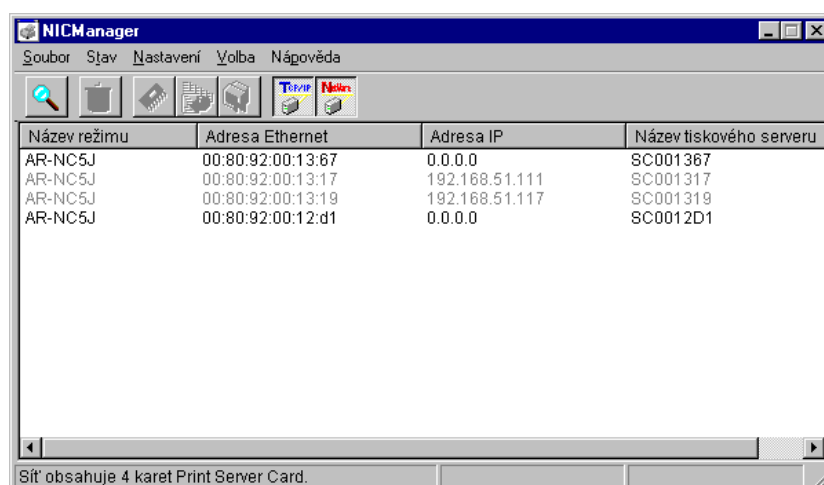 NICManager
Soubor Stav Nastavení Volba Nápověda
TCP/IP NetWare
Název režimu Adresa Ethernet Adresa IP Název tiskového serveru
AR-NC5J 00:80:92:00:13:67 0.0.0.0 SC001367
AR-NC5J 00:80:92:00:13:17 192.168.51.111 SC001317
AR-NC5J 00:80:92:00:13:19 192.168.51.117 SC001319
AR-NC5J 00:80:92:00:12:d1 0.0.0.0 SC0012D1
Síť obsahuje 4 karet Print Server Card.